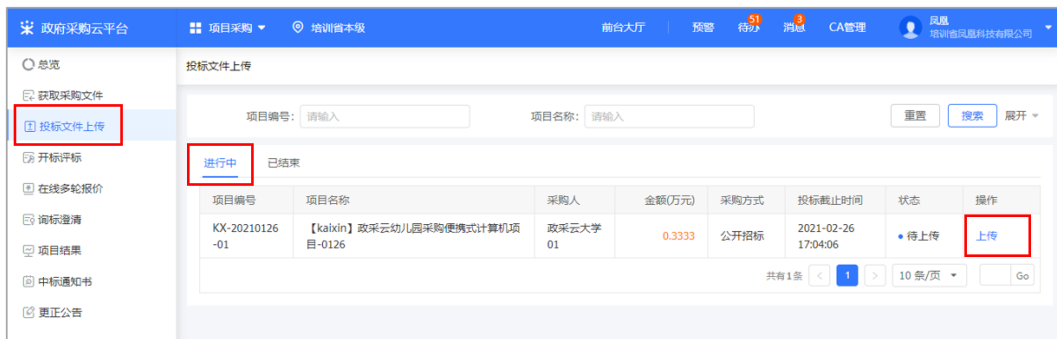 政府采购云平台
项目采购
培训省本级
前台大厅
预警
待办
51
消息
3
CA管理
凤凰
培训省凤凰科技有限公司
总览
获取采购文件
投标文件上传
开标评标
在线多轮报价
询标澄清
项目结果
中标通知书
更正公告
投标文件上传
项目编号: 请输入
项目名称: 请输入
重置
搜索
展开
进行中
已结束
项目编号 项目名称 采购人 金额(万元) 采购方式 投标截止时间 状态 操作
KX-20210126 【kaixin】政采云幼儿园采购便携式计算机项 政采云大学 0.3333 公开招标 2021-02-26 待上传 上传
-01 目-0126 01 17:04:06
共有1条 < 1 > 10 条/页 Go